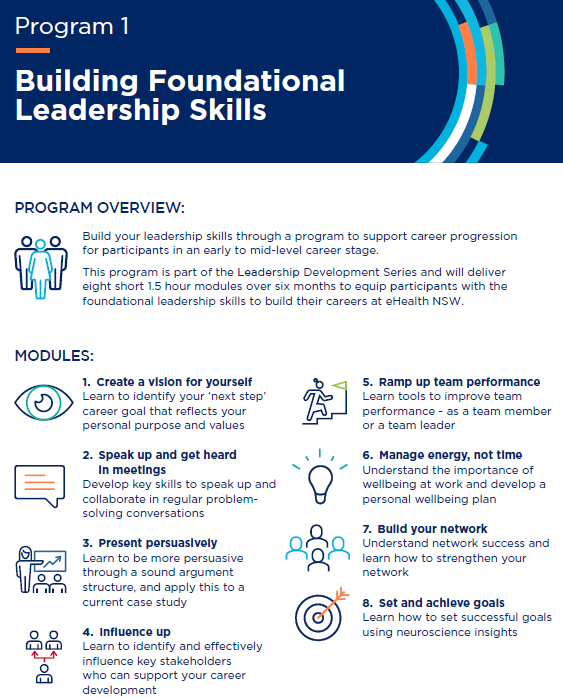 Program 1
Building Foundational
Leadership Skills
PROGRAM OVERVIEW:
Build your leadership skills through a program to support career progression
for participants in an early to mid-level career stage.
This program is part of the Leadership Development Series and will deliver
eight short 1.5 hour modules over six months to equip participants with the
foundational leadership skills to build their careers at eHealth NSW.
MODULES:
1. Create a vision for yourself
Learn to identify your ‘next step’
career goal that reflects your
personal purpose and values
2. Speak up and get heard
in meetings
Develop key skills to speak up and
collaborate in regular problem-
solving conversations
3. Present persuasively
Learn to be more persuasive
through a sound argument
structure, and apply this to a
current case study
4. Influence up
Learn to identify and effectively
influence key stakeholders
who can support your career
development
5. Ramp up team performance
Learn tools to improve team
performance - as a team member
or a team leader
6. Manage energy, not time
Understand the importance of
wellbeing at work and develop a
personal wellbeing plan
7. Build your network
Understand network success and
learn how to strengthen your
network
8. Set and achieve goals
Learn how to set successful goals
using neuroscience insights